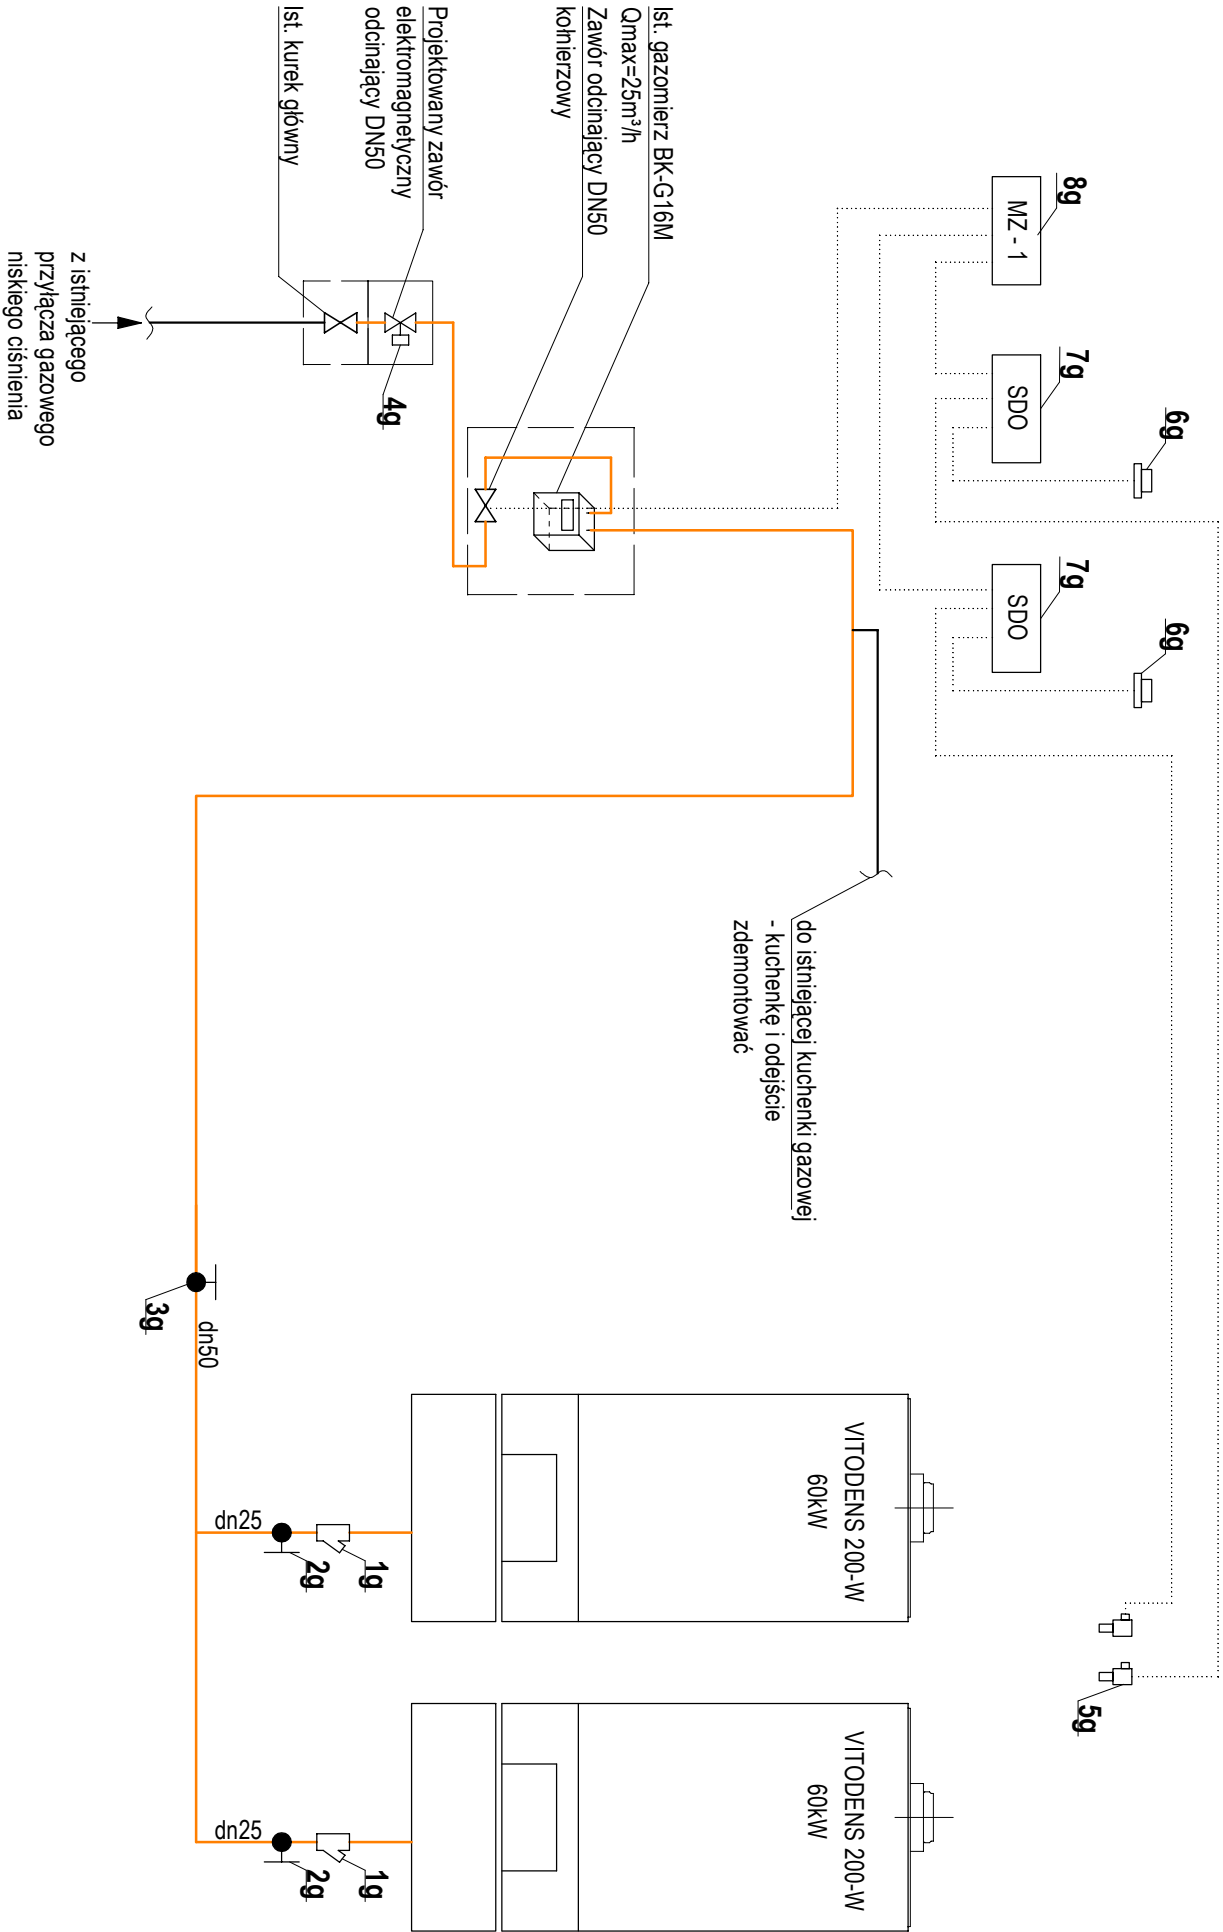 8g
MZ - 1
7g
SDO
6g
7g
SDO
6g
Ist. gazomierz BK-G16M
Qmax=25m³/h
Zawór odcinający DN50
kołnierzowy
Projektowany zawór
elektromagnetyczny
odcinający DN50
Ist. kurek główny
4g
z istniejącego
przyłącza gazowego
niskiego ciśnienia
do istniejącej kuchenki gazowej
- kuchenkę i odejście
zdemontować
3g
dn50
VITODENS 200-W
60kW
dn25
2g
1g
5g
VITODENS 200-W
60kW
dn25
2g
1g